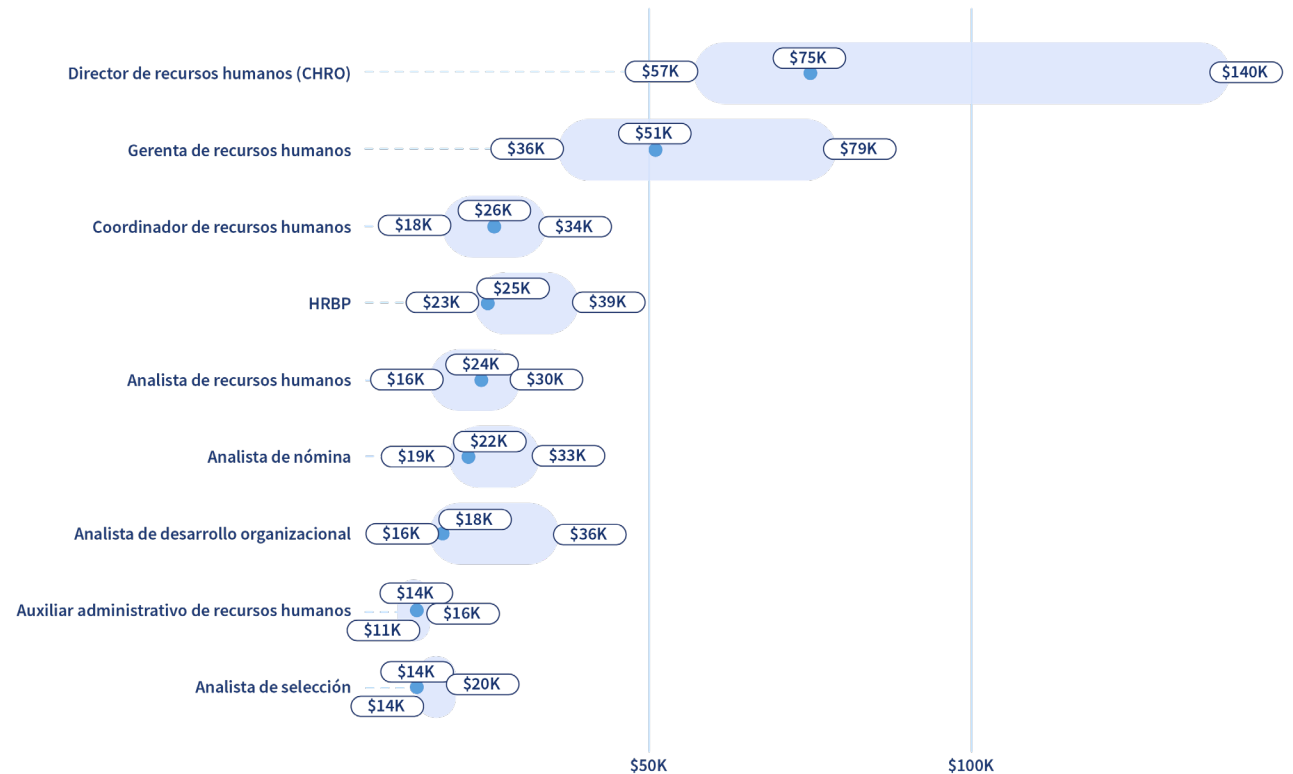 Director de recursos humanos (CHRO) $57K $75K $140K
Gerenta de recursos humanos $36K $51K $79K
Coordinador de recursos humanos $18K $26K $34K
HRBP $23K $25K $39K
Analista de recursos humanos $16K $24K $30K
Analista de nómina $19K $22K $33K
Analista de desarrollo organizacional $16K $18K $36K
Auxiliar administrativo de recursos humanos $11K $14K $16K
Analista de selección $14K $14K $20K
$50K $100K